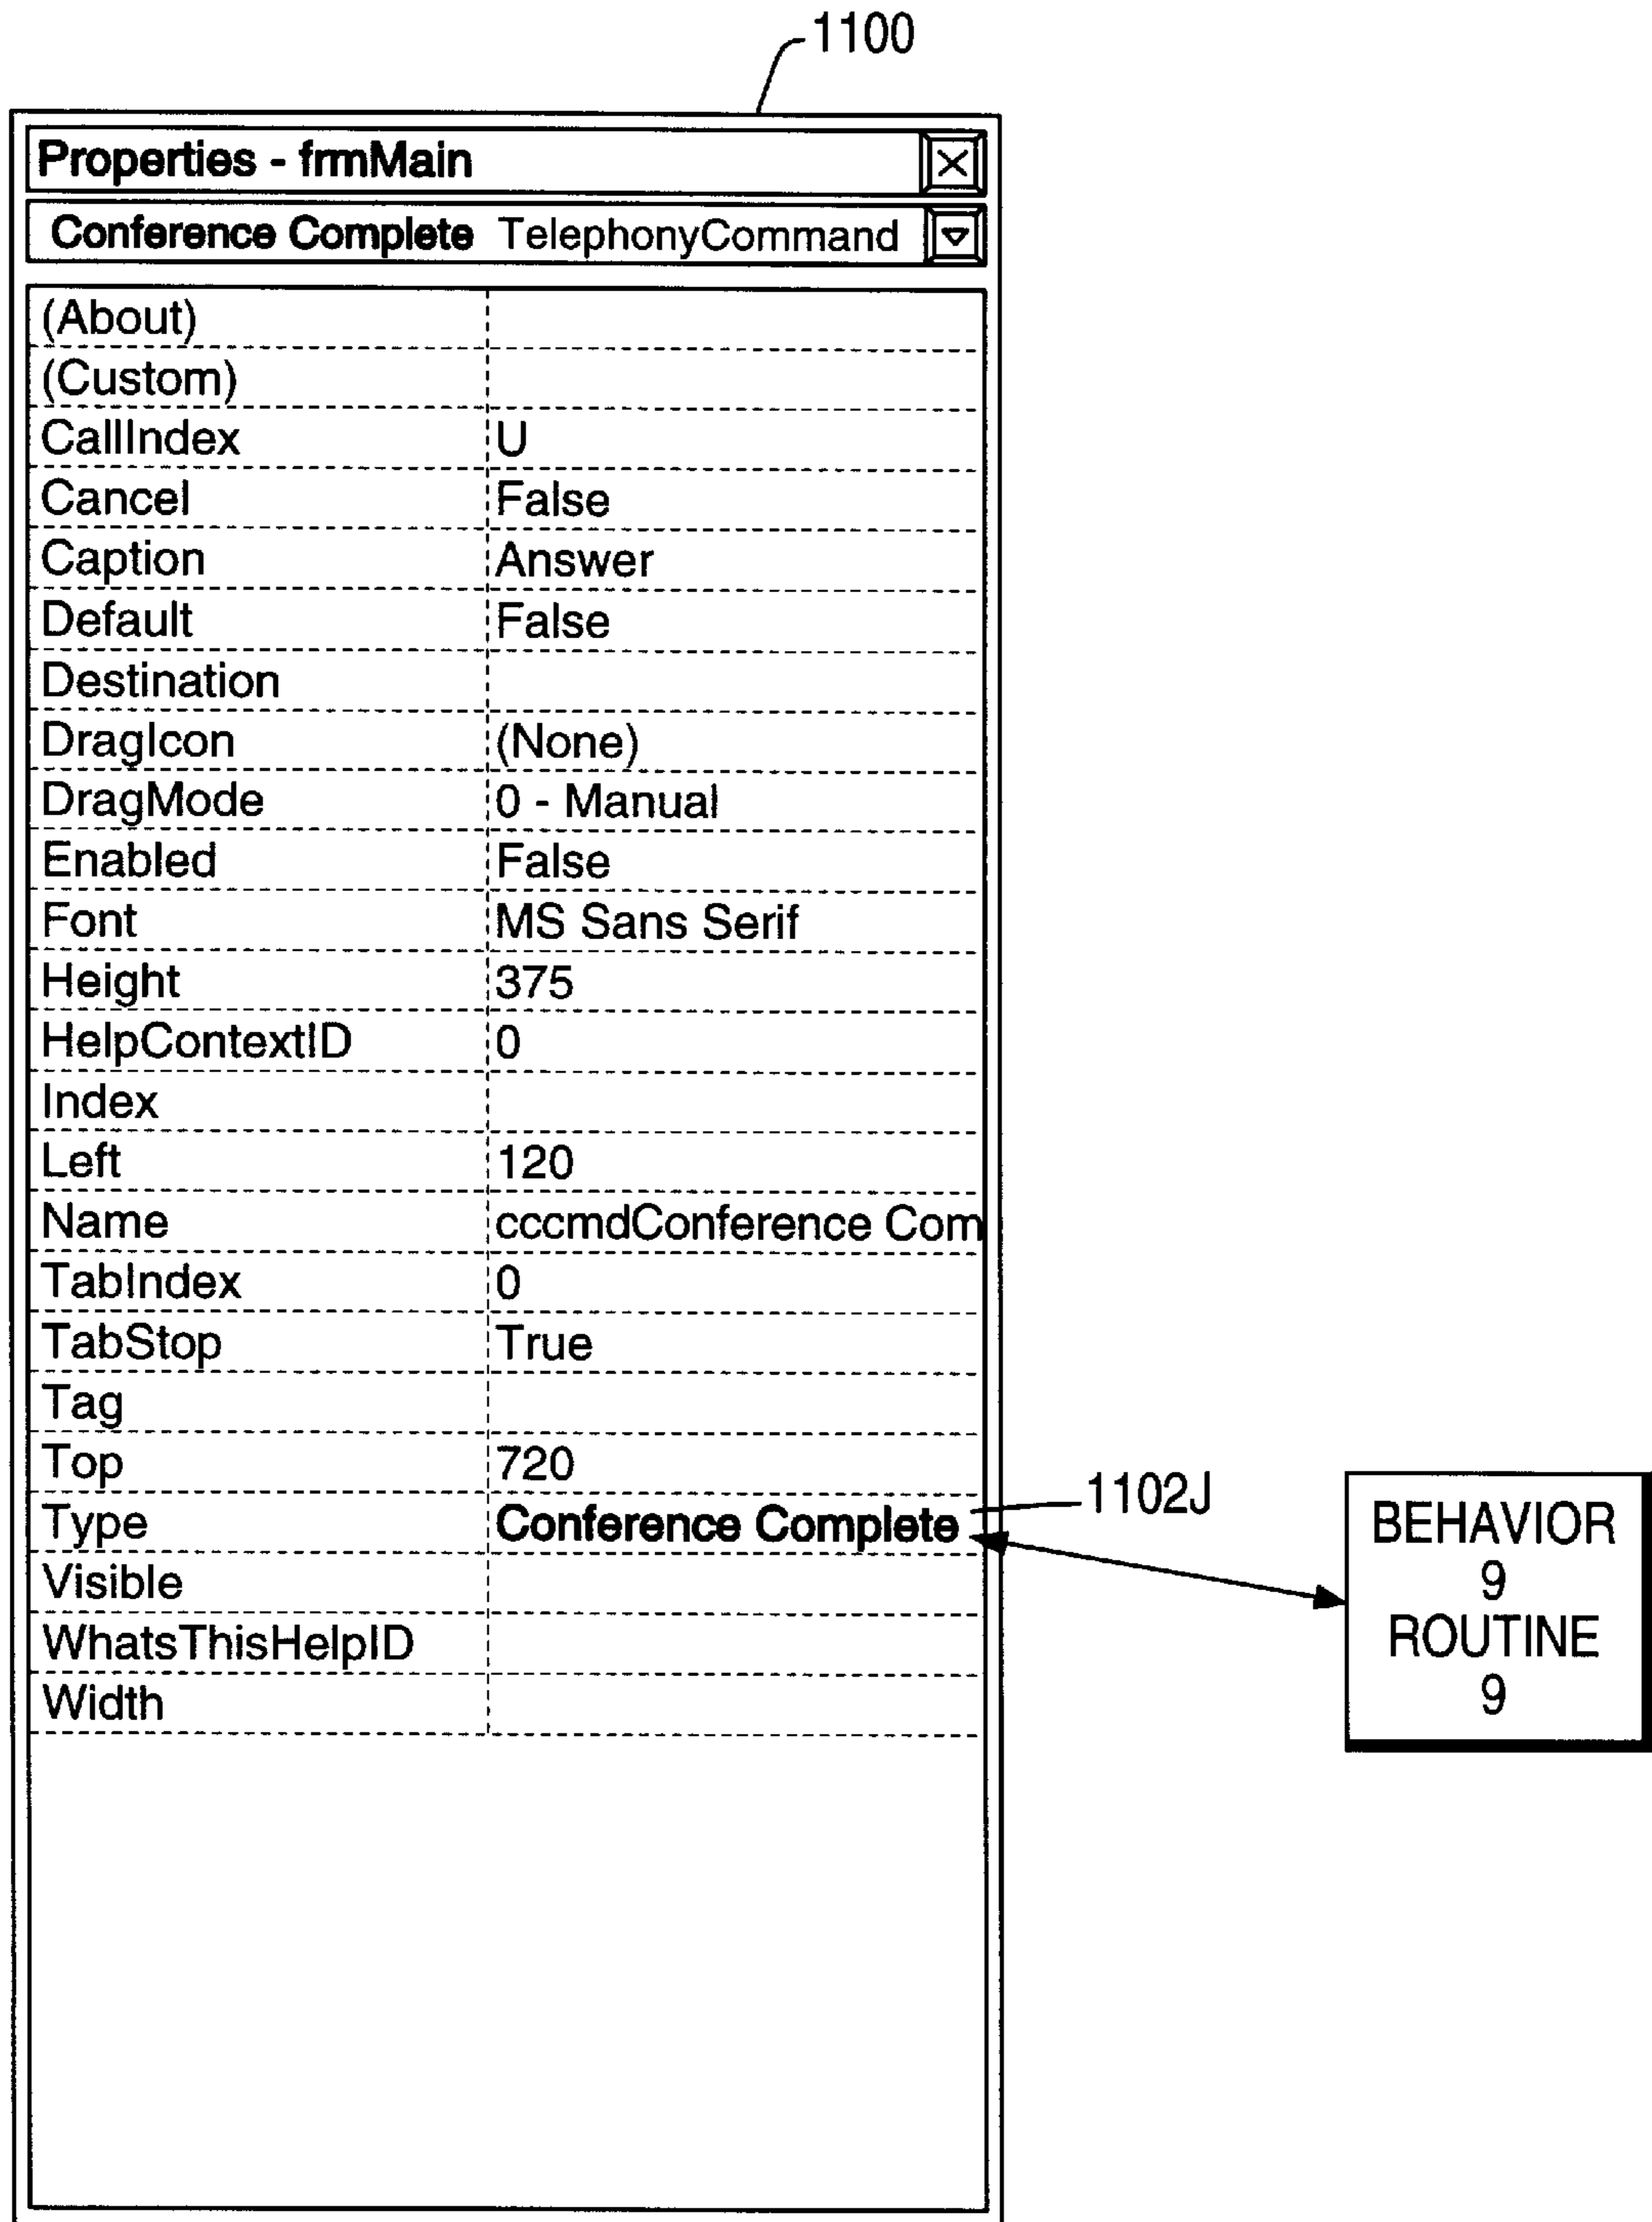 1100
Properties - frmMain
Conference Complete TelephonyCommand
(About)
(Custom)
CallIndex U
Cancel False
Caption Answer
Default False
Destination
DragIcon (None)
DragMode 0 - Manual
Enabled False
Font MS Sans Serif
Height 375
HelpContextID 0
Index
Left 120
Name cccmdConference Com
TabIndex 0
TabStop True
Tag
Top 720
Type Conference Complete
1102J
Visible
WhatsThisHelpID
Width
BEHAVIOR
9
ROUTINE
9